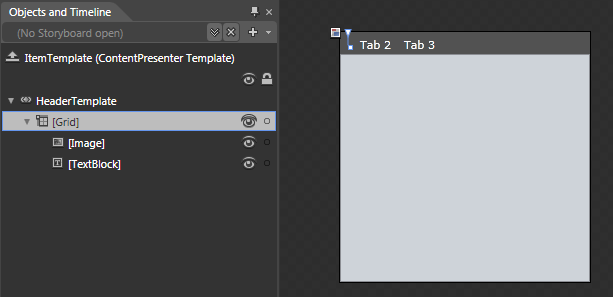 Objects and Timeline
(No Storyboard open)
ItemTemplate (ContentPresenter Template)
HeaderTemplate
[Grid]
[Image]
[TextBlock]
Tab 2 Tab 3